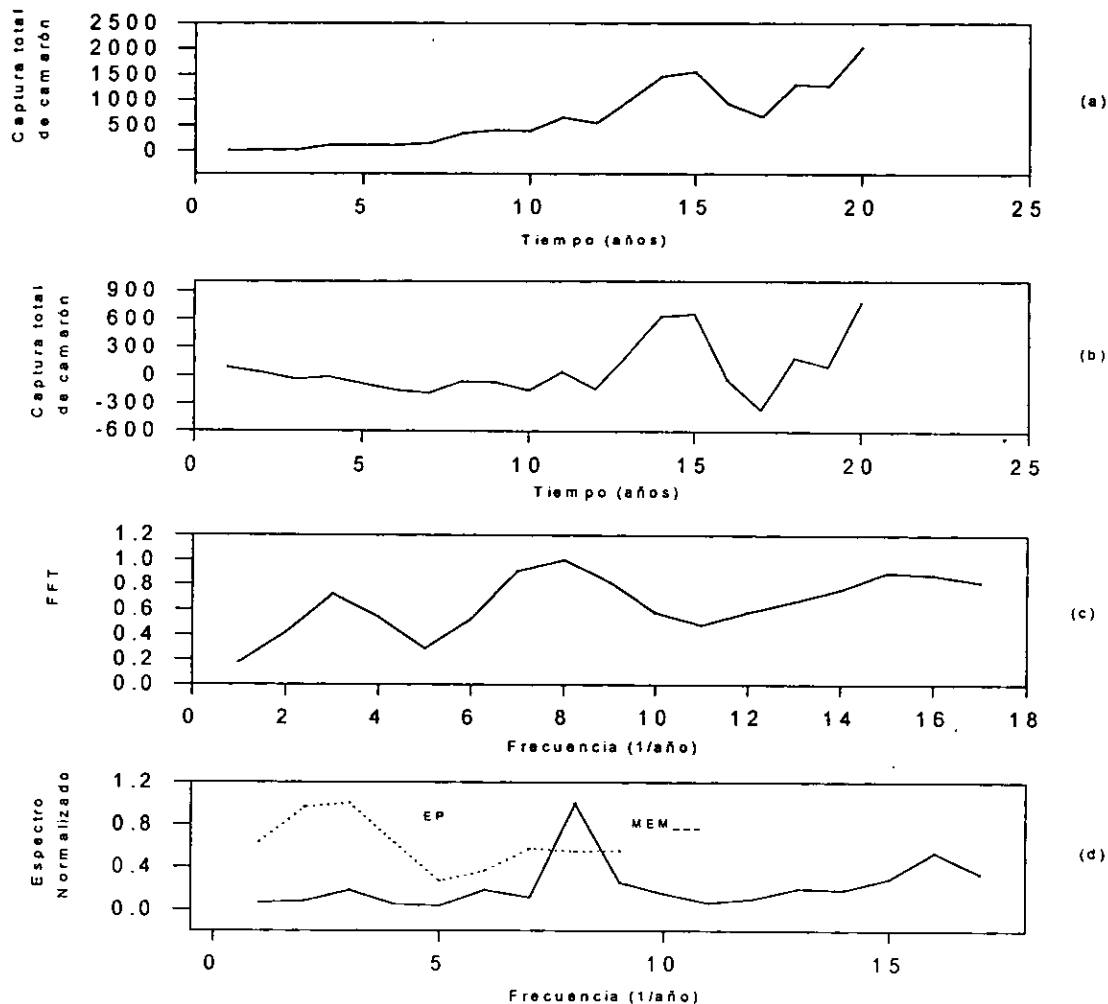 Captura total
de camarón
2500
2000
1500
1000
500
0
0 5 10 15 20 25
Tiempo (años)
(a)
Captura total
de camarón
900
600
300
0
-300
-600
0 5 10 15 20 25
Tiempo (años)
(b)
FFT
1.2
1.0
0.8
0.6
0.4
0.2
0.0
0 2 4 6 8 10 12 14 16 18
Frecuencia (1/año)
(c)
Espectro
Normalizado
1.2
0.8
0.4
0.0
EP
MEM___
0 5 10 15
Frecuencia (1/año)
(d)